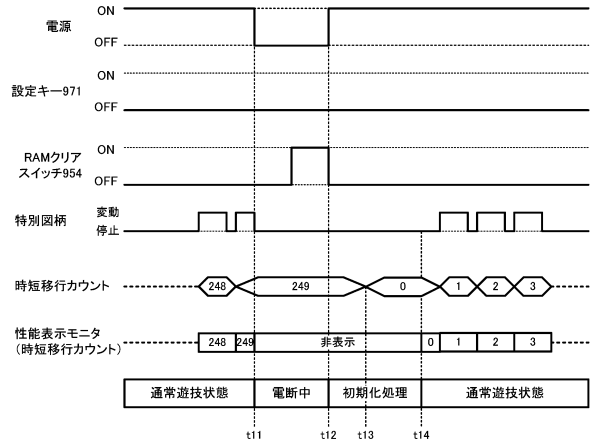 電源
ON
OFF
設定キー971
ON
OFF
RAMクリア
スイッチ954
ON
OFF
特別図柄
変動
停止
時短移行カウント
248
249
0
1
2
3
性能表示モニタ
(時短移行カウント)
248
249
非表示
0
1
2
3
通常遊技状態
電断中
初期化処理
通常遊技状態
t11
t12
t13
t14